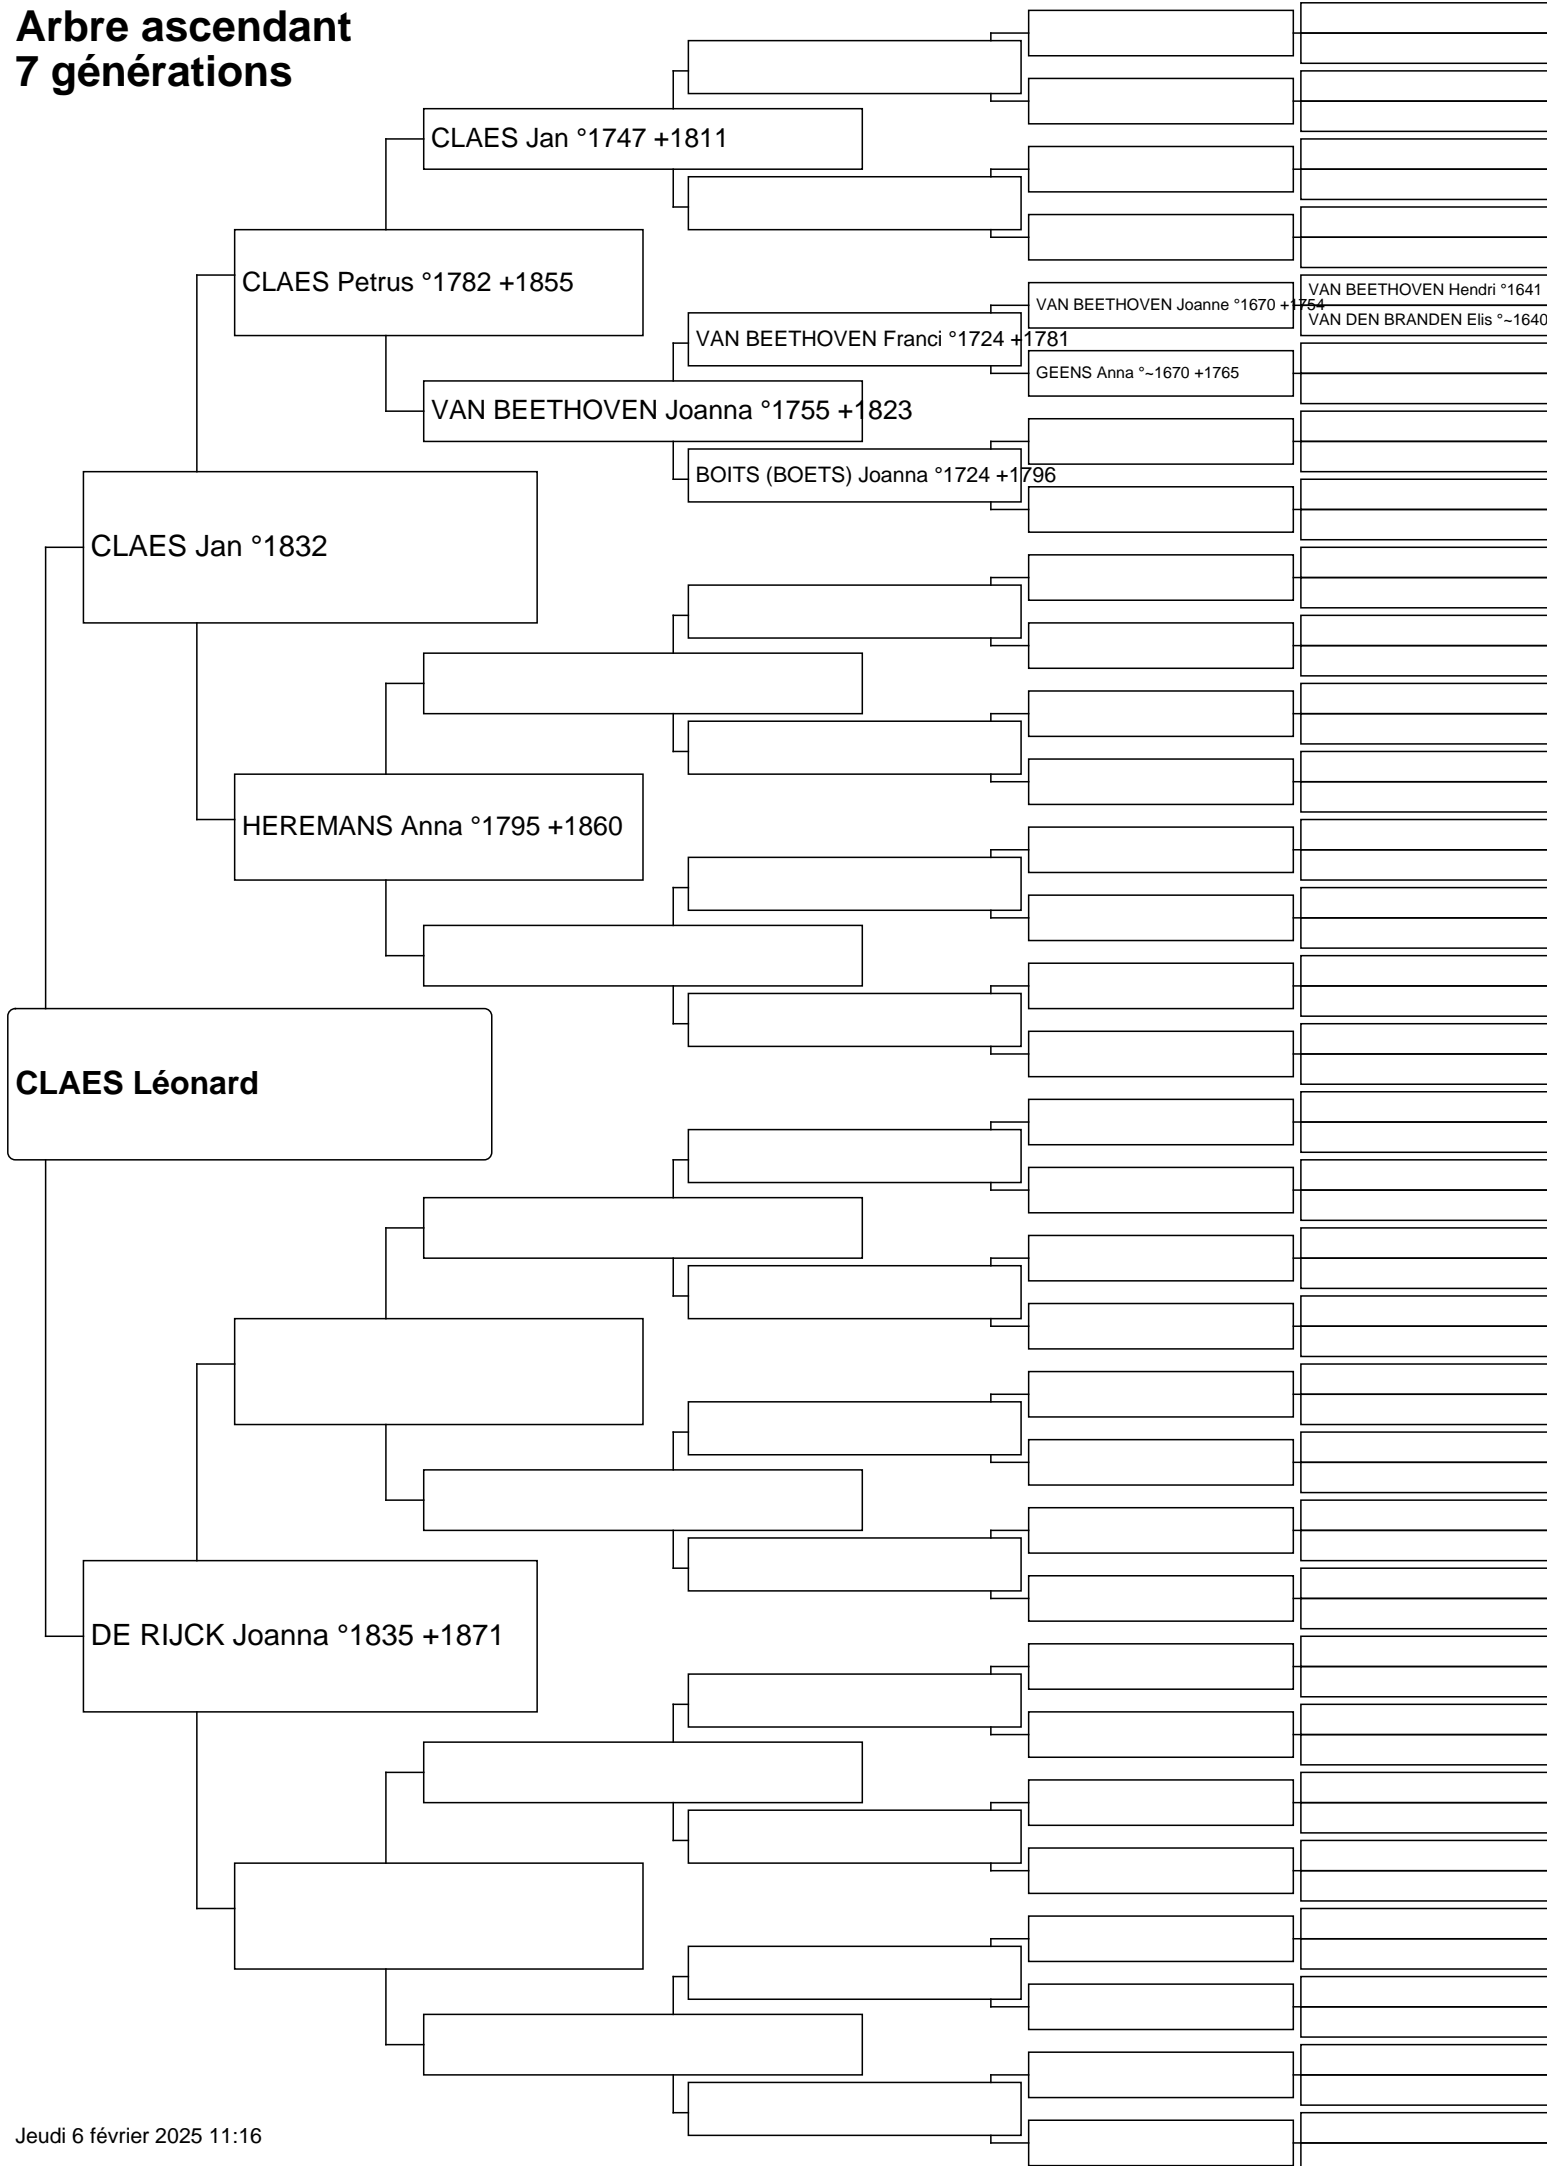 Arbre ascendant
7 générations
CLAES Jan °1747 +1811
CLAES Petrus °1782 +1855
VAN BEETHOVEN Hendri °1641
VAN BEETHOVEN Joanne °1670 +1754
VAN DEN BRANDEN Elis °~1640
VAN BEETHOVEN Franci °1724 +1781
GEENS Anna °~1670 +1765
VAN BEETHOVEN Joanna °1755 +1823
BOITS (BOETS) Joanna °1724 +1796
CLAES Jan °1832
HEREMANS Anna °1795 +1860
CLAES Léonard
DE RIJCK Joanna °1835 +1871
Jeudi 6 février 2025 11:16